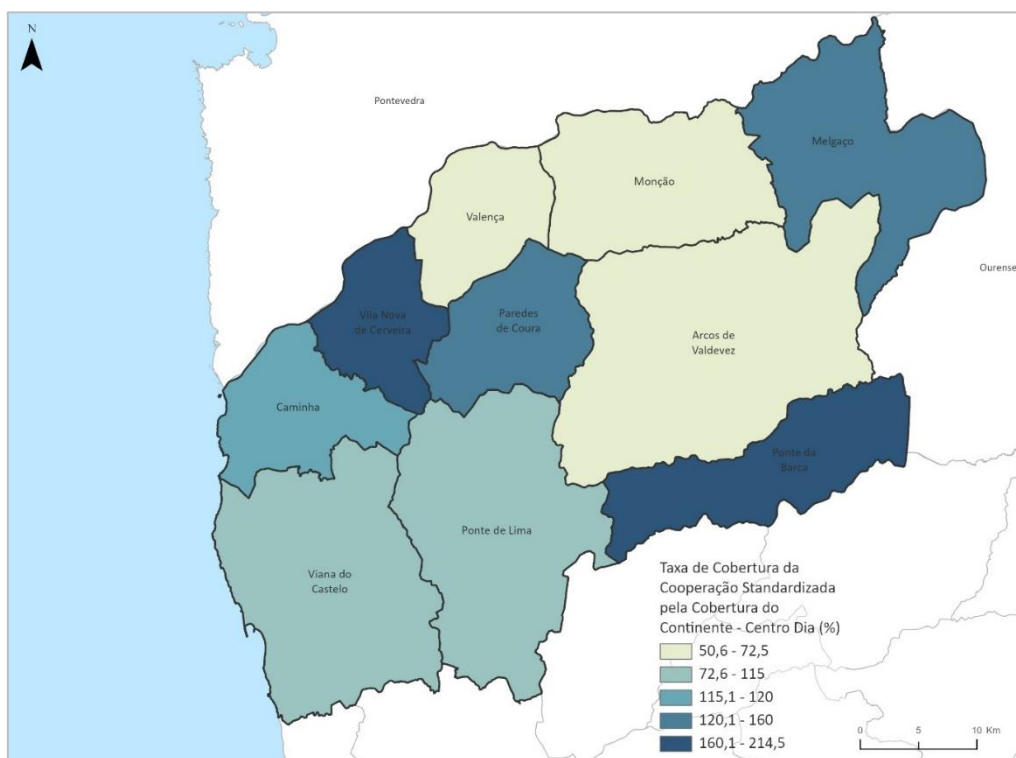 N
Pontevedra
Melgaço
Monção
Valença
Ourense
Vila Nova
de Cerveira
Paredes
de Coura
Arcos de
Valdevez
Caminha
Ponte da
Barca
Ponte de Lima
Viana do
Castelo
Taxa de Cobertura da
Cooperação Standardizada
pela Cobertura do
Continente - Centro Dia (%)
50,6 - 72,5
72,6 - 115
115,1 - 120
120,1 - 160
160,1 - 214,5
0 5 10 Km